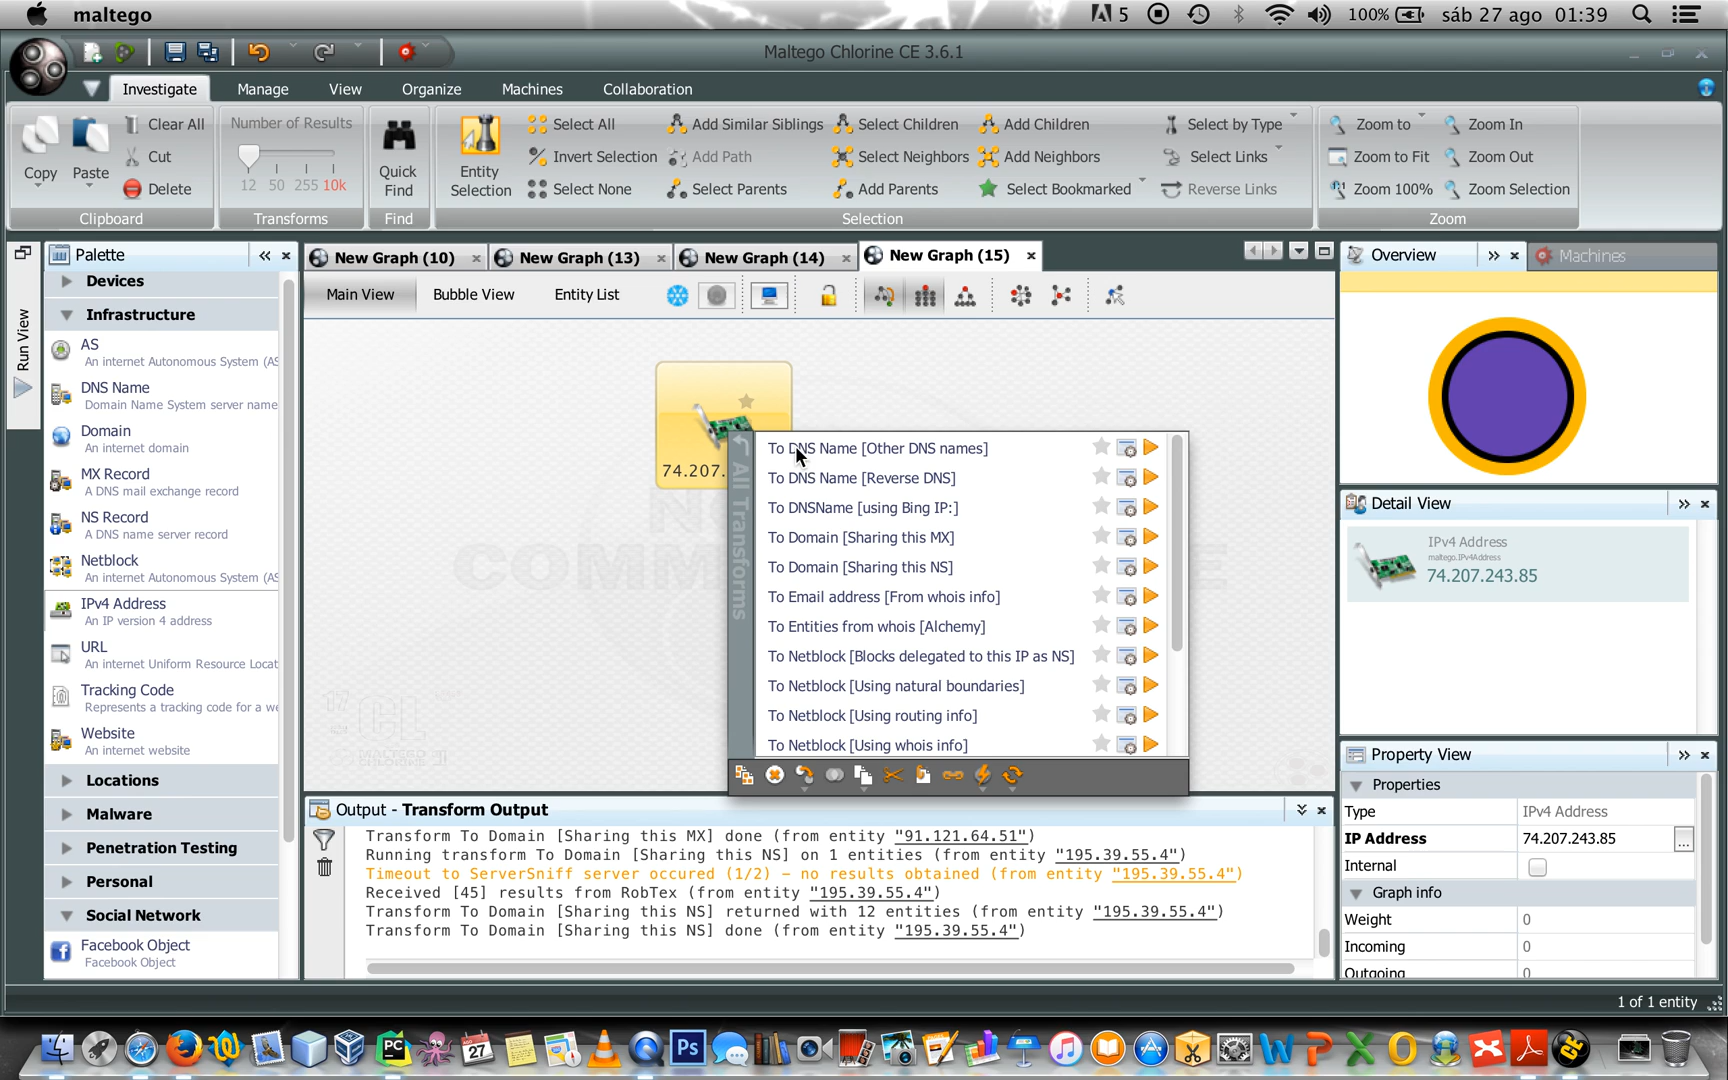 maltego
5
100%
sáb 27 ago 01:39
Maltego Chlorine CE 3.6.1
Investigate
Manage
View
Organize
Machines
Collaboration
Copy
Paste
Clear All
Cut
Delete
Clipboard
Number of Results
12 50 255 10k
Transforms
Quick
Find
Find
Entity
Selection
Select All
Invert Selection
Select None
Add Similar Siblings
Add Path
Select Parents
Select Children
Select Neighbors
Add Parents
Add Children
Add Neighbors
Select Bookmarked
Select by Type
Select Links
Reverse Links
Selection
Zoom to
Zoom to Fit
Zoom 100%
Zoom In
Zoom Out
Zoom Selection
Zoom
Run View
Palette
Devices
Infrastructure
AS
An internet Autonomous System (AS
DNS Name
Domain Name System server name
Domain
An internet domain
MX Record
A DNS mail exchange record
NS Record
A DNS name server record
Netblock
An internet Autonomous System (AS
IPv4 Address
An IP version 4 address
URL
An internet Uniform Resource Locat
Tracking Code
Represents a tracking code for a we
Website
An internet website
Locations
Malware
Penetration Testing
Personal
Social Network
Facebook Object
Facebook Object
New Graph (10)
New Graph (13)
New Graph (14)
New Graph (15)
Main View
Bubble View
Entity List
74.207.
All Transforms
To DNS Name [Other DNS names]
To DNS Name [Reverse DNS]
To DNSName [using Bing IP:]
To Domain [Sharing this MX]
To Domain [Sharing this NS]
To Email address [From whois info]
To Entities from whois [Alchemy]
To Netblock [Blocks delegated to this IP as NS]
To Netblock [Using natural boundaries]
To Netblock [Using routing info]
To Netblock [Using whois info]
Output - Transform Output
Transform To Domain [Sharing this MX] done (from entity "91.121.64.51")
Running transform To Domain [Sharing this NS] on 1 entities (from entity "195.39.55.4")
Timeout to ServerSniff server occured (1/2) – no results obtained (from entity "195.39.55.4")
Received [45] results from RobTex (from entity "195.39.55.4")
Transform To Domain [Sharing this NS] returned with 12 entities (from entity "195.39.55.4")
Transform To Domain [Sharing this NS] done (from entity "195.39.55.4")
Overview
Machines
Detail View
IPv4 Address
maltego.IPv4Address
74.207.243.85
Property View
Properties
Type IPv4 Address
IP Address 74.207.243.85
...
Internal
Graph info
Weight 0
Incoming 0
Outgoing 0
1 of 1 entity